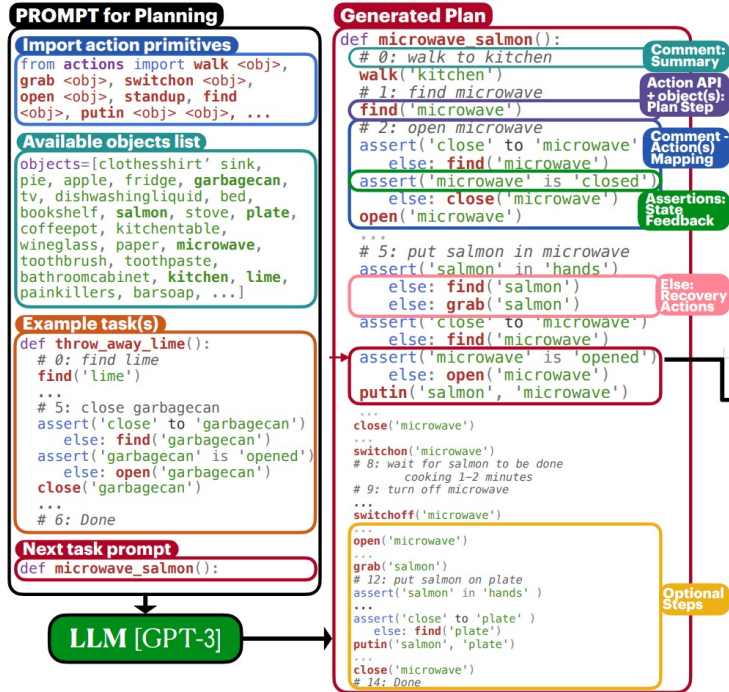 PROMPT for Planning
Import action primitives
from actions import walk <obj>,
grab <obj>, switchon <obj>,
open <obj>, standup, find
<obj>, putin <obj> <obj>, ...
Available objects list
objects=[clothesshirt’ sink,
pie, apple, fridge, garbagecan,
tv, dishwashingliquid, bed,
bookshelf, salmon, stove, plate,
coffeepot, kitchentable,
wineglass, paper, microwave,
toothbrush, toothpaste,
bathroomcabinet, kitchen, lime,
painkillers, barsoap, ...]
Example task(s)
def throw_away_lime():
# 0: find lime
find('lime')
...
# 5: close garbagecan
assert('close' to 'garbagecan')
else: find('garbagecan')
assert('garbagecan' is 'opened')
else: open('garbagecan')
close('garbagecan')
...
# 6: Done
Next task prompt
def microwave_salmon():
LLM [GPT-3]
Generated Plan
def microwave_salmon():
# 0: walk to kitchen
walk('kitchen')
# 1: find microwave
find('microwave')
# 2: open microwave
assert('close' to 'microwave'
else: find('microwave')
assert('microwave' is 'closed')
else: close('microwave')
open('microwave')
...
# 5: put salmon in microwave
assert('salmon' in 'hands')
else: find('salmon')
else: grab('salmon')
assert('close' to 'microwave')
else: find('microwave')
assert('microwave' is 'opened')
else: open('microwave')
putin('salmon', 'microwave')
...
close('microwave')
...
switchon('microwave')
# 8: wait for salmon to be done
cooking 1–2 minutes
# 9: turn off microwave
...
switchoff('microwave')
...
open('microwave')
...
grab('salmon')
# 12: put salmon on plate
assert('salmon' in 'hands' )
...
assert('close' to 'plate' )
else: find('plate')
putin('salmon', 'plate')
...
close('microwave')
# 14: Done
Comment:
Summary
Action API
+ object(s):
Plan Step
Comment -
Action(s)
Mapping
Assertions:
State
Feedback
Else:
Recovery
Actions
Optional
Steps